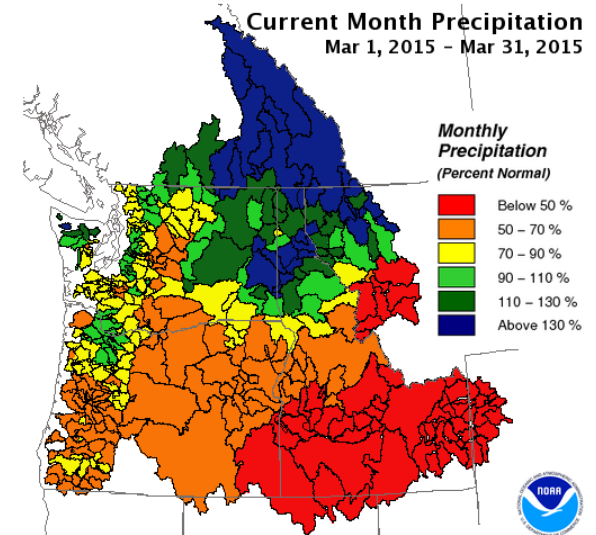 Current Month Precipitation
Mar 1, 2015 - Mar 31, 2015
Monthly
Precipitation
(Percent Normal)
Below 50 %
50 - 70 %
70 - 90 %
90 - 110 %
110 - 130 %
Above 130 %
NOAA